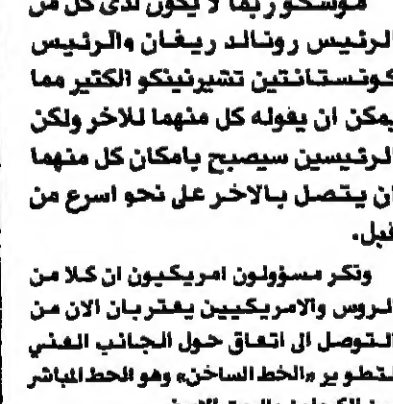 موسكو ربما لا يكون لدى كل من
الرئيس رونالد ريغان والرئيس
كونستانتين تشيرنينكو الكثير مما
يمكن ان يقوله كل منهما للاخر ولكن
الرئيسين سيصبح بامكان كل منهما
ان يتصل بالاخر على نحو اسرع من
قبل.
وذكر مسؤولون امريكيون ان كلا من
الروس والامريكيين يقتربان الان من
التوصل الى اتفاق حول الجانب الفني
لتطوير «الخط الساخن» وهو الخط المباشر